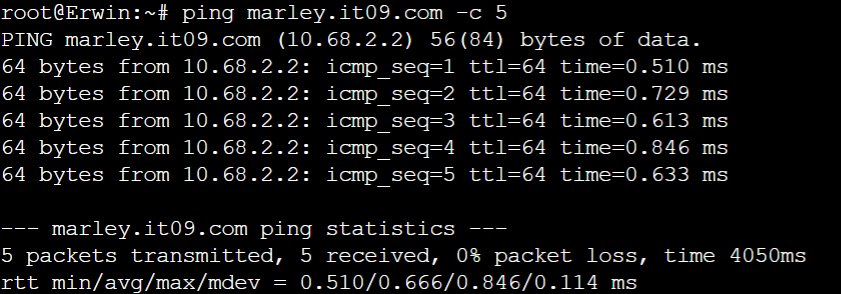 root@Erwin:~# ping marley.it09.com -c 5
PING marley.it09.com (10.68.2.2) 56(84) bytes of data.
64 bytes from 10.68.2.2: icmp_seq=1 ttl=64 time=0.510 ms
64 bytes from 10.68.2.2: icmp_seq=2 ttl=64 time=0.729 ms
64 bytes from 10.68.2.2: icmp_seq=3 ttl=64 time=0.613 ms
64 bytes from 10.68.2.2: icmp_seq=4 ttl=64 time=0.846 ms
64 bytes from 10.68.2.2: icmp_seq=5 ttl=64 time=0.633 ms
--- marley.it09.com ping statistics ---
5 packets transmitted, 5 received, 0% packet loss, time 4050ms
rtt min/avg/max/mdev = 0.510/0.666/0.846/0.114 ms